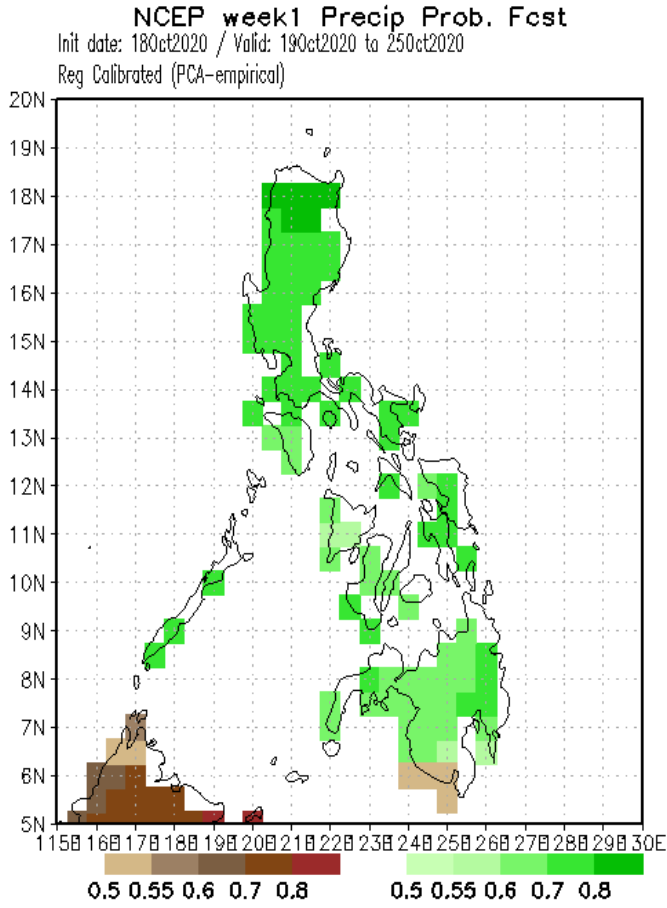 NCEP week1 Precip Prob. Fcst
Init date: 18Oct2020 / Valid: 19Oct2020 to 25Oct2020
Reg Calibrated (PCA-empirical)
20N
19N
18N
17N
16N
15N
14N
13N
12N
11N
10N
9N
8N
7N
6N
5N
115E 116E 117E 118E 119E 120E 121E 122E 123E 124E 125E 126E 127E 128E 129E 130E
0.5 0.55 0.6 0.7 0.8 0.5 0.55 0.6 0.7 0.8